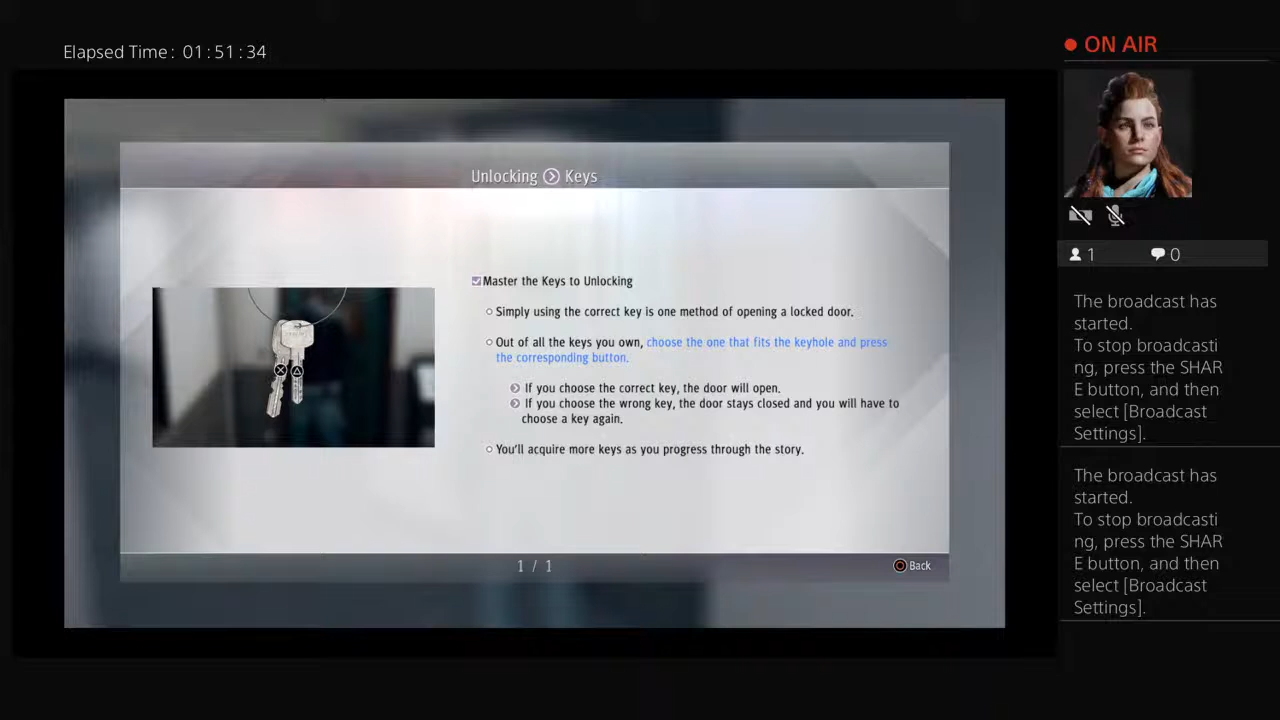 Elapsed Time: 01:51:34
ON AIR
Unlocking Keys
Master the Keys to Unlocking
Simply using the correct key is one method of opening a locked door.
Out of all the keys you own, choose the one that fits the keyhole and press
the corresponding button.
If you choose the correct key, the door will open.
If you choose the wrong key, the door stays closed and you will have to
choose a key again.
You'll acquire more keys as you progress through the story.
1 / 1
Back
1
0
The broadcast has
started.
To stop broadcasti
ng, press the SHAR
E button, and then
select [Broadcast
Settings].
The broadcast has
started.
To stop broadcasti
ng, press the SHAR
E button, and then
select [Broadcast
Settings].